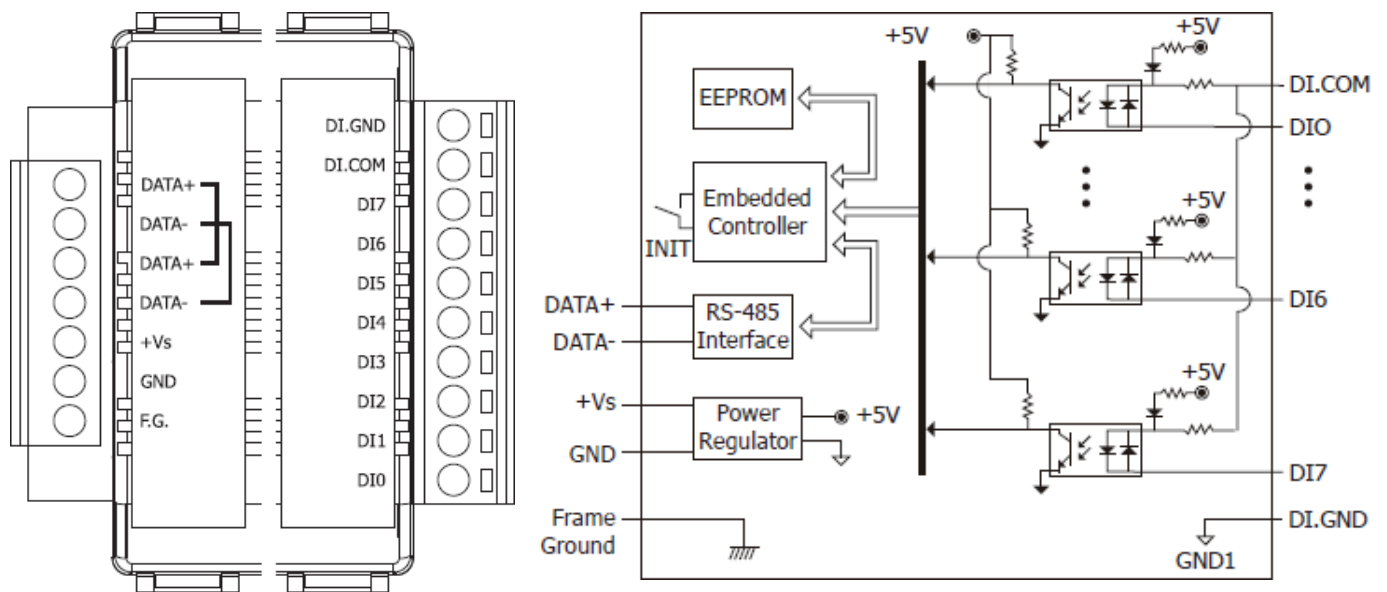 DATA+
DATA-
DATA+
DATA-
+Vs
GND
F.G.
DI.GND
DI.COM
DI7
DI6
DI5
DI4
DI3
DI2
DI1
DI0
+5V
+5V
EEPROM
DI.COM
DIO
Embedded
Controller
INIT
+5V
DI6
DATA+
DATA-
RS-485
Interface
+5V
+Vs
GND
Power
Regulator
+5V
DI7
Frame
Ground
DI.GND
GND1